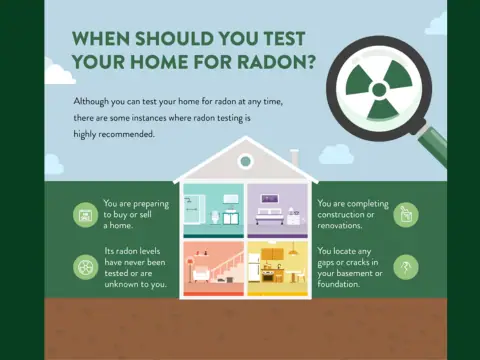 WHEN SHOULD YOU TEST
YOUR HOME FOR RADON?
Although you can test your home for radon at any time,
there are some instances where radon testing is
highly recommended.
You are preparing
to buy or sell
a home.
Its radon levels
have never been
tested or are
unknown to you.
You are completing
construction or
renovations.
You locate any
gaps or cracks in
your basement or
foundation.